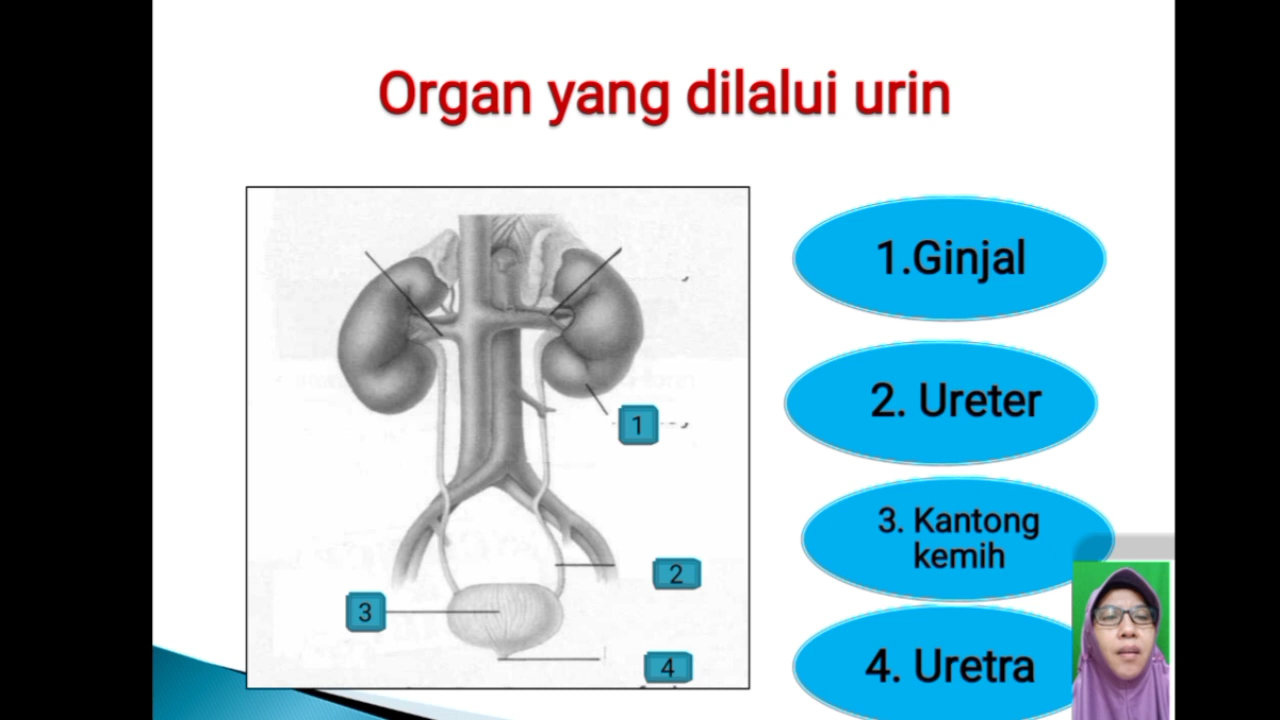 Organ yang dilalui urin
1.Ginjal
2. Ureter
3. Kantong
kemih
4. Uretra
1
2
3
4